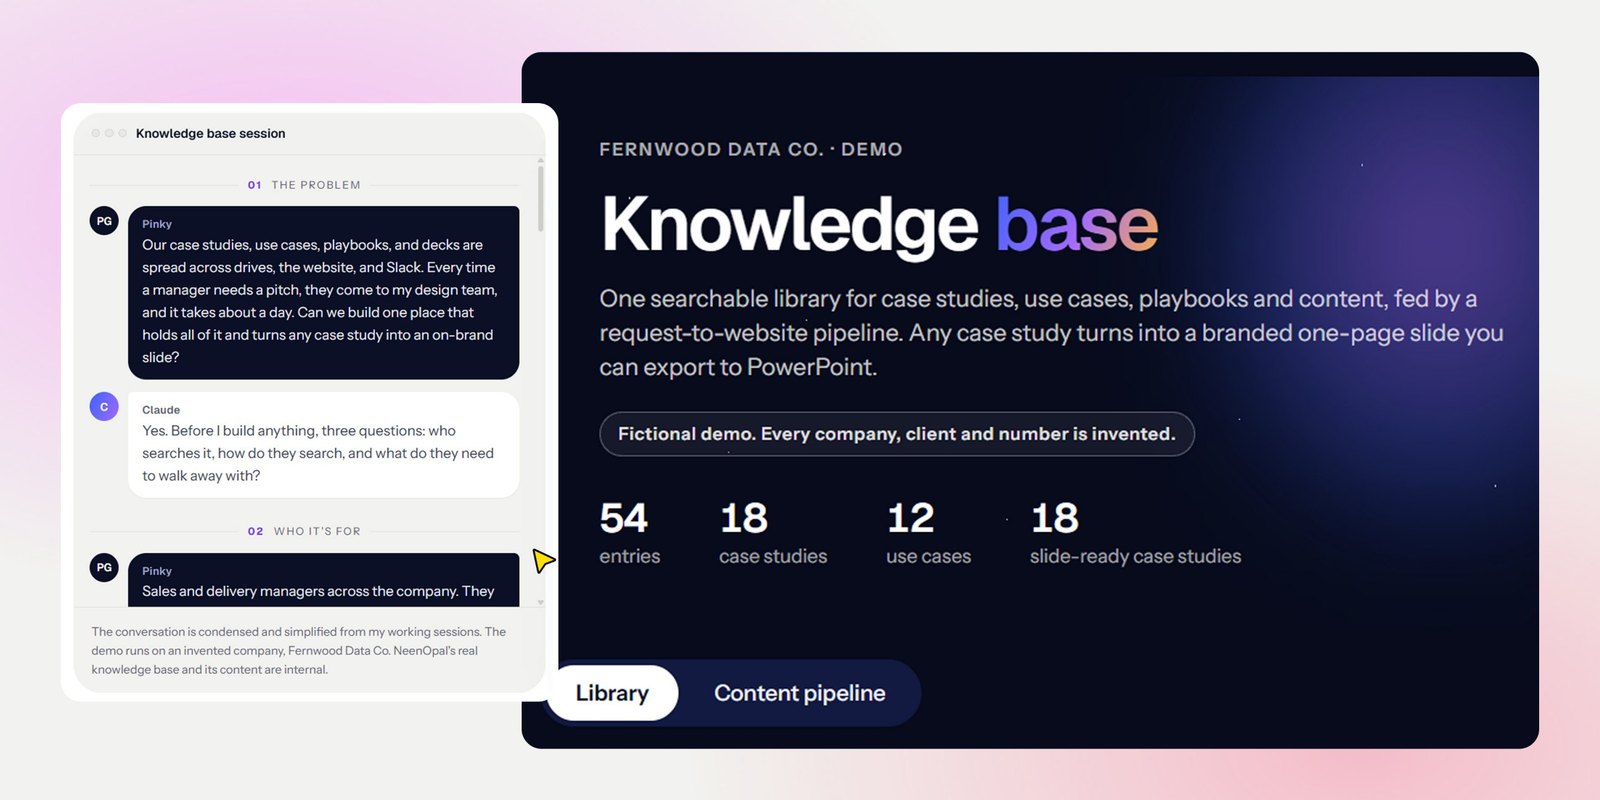 Knowledge base session
01 THE PROBLEM
PG
Pinky
Our case studies, use cases, playbooks, and decks are
spread across drives, the website, and Slack. Every time
a manager needs a pitch, they come to my design team,
and it takes about a day. Can we build one place that
holds all of it and turns any case study into an on-brand
slide?
C
Claude
Yes. Before I build anything, three questions: who
searches it, how do they search, and what do they need
to walk away with?
02 WHO IT'S FOR
PG
Pinky
Sales and delivery managers across the company. They
The conversation is condensed and simplified from my working sessions. The
demo runs on an invented company, Fernwood Data Co. NeenOpal's real
knowledge base and its content are internal.
FERNWOOD DATA CO. · DEMO
Knowledge base
One searchable library for case studies, use cases, playbooks and content, fed by a
request-to-website pipeline. Any case study turns into a branded one-page slide you
can export to PowerPoint.
Fictional demo. Every company, client and number is invented.
54 18 12 18
entries case studies use cases slide-ready case studies
Library Content pipeline